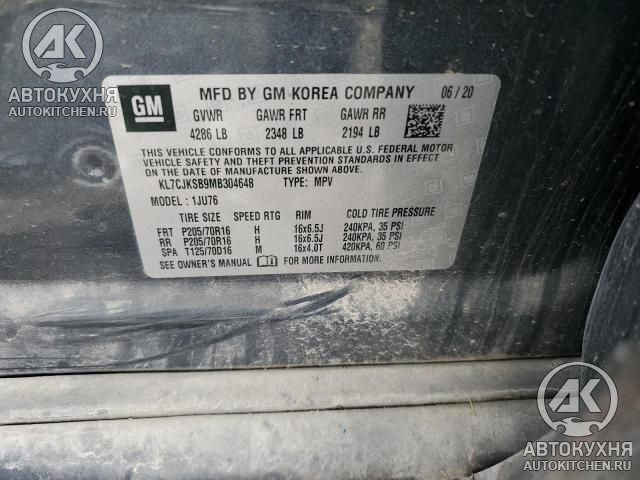 AK
АВТОКУХНЯ
AUTOKITCHEN.RU
GM
MFD BY GM KOREA COMPANY 06/20
GVWR GAWR FRT GAWR RR
4286 LB 2348 LB 2194 LB
THIS VEHICLE CONFORMS TO ALL APPLICABLE U.S. FEDERAL MOTOR
VEHICLE SAFETY AND THEFT PREVENTION STANDARDS IN EFFECT
ON THE DATE OF MANUFACTURE SHOWN ABOVE.
KL7CJKSB9MB304648 TYPE: MPV
MODEL: 1JU76
TIRE SIZE SPEED RTG RIM COLD TIRE PRESSURE
FRT P205/70R16 H 16x6.5J 240KPA, 35 PSI
RR P205/70R16 H 16x6.5J 240KPA, 35 PSI
SPA T125/70D16 M 16x4.0T 420KPA, 60 PSI
SEE OWNER'S MANUAL FOR MORE INFORMATION
AK
АВТОКУХНЯ
AUTOKITCHEN.RU